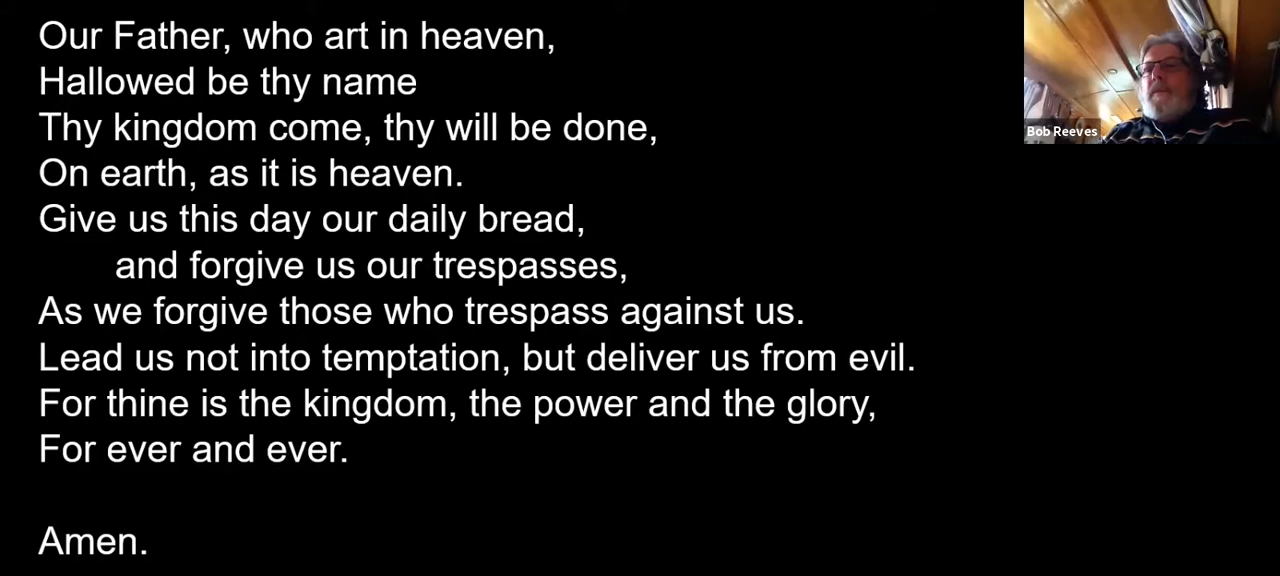 Our Father, who art in heaven,
Hallowed be thy name
Thy kingdom come, thy will be done,
On earth, as it is heaven.
Give us this day our daily bread,
and forgive us our trespasses,
As we forgive those who trespass against us.
Lead us not into temptation, but deliver us from evil.
For thine is the kingdom, the power and the glory,
For ever and ever.
Amen.
Bob Reeves